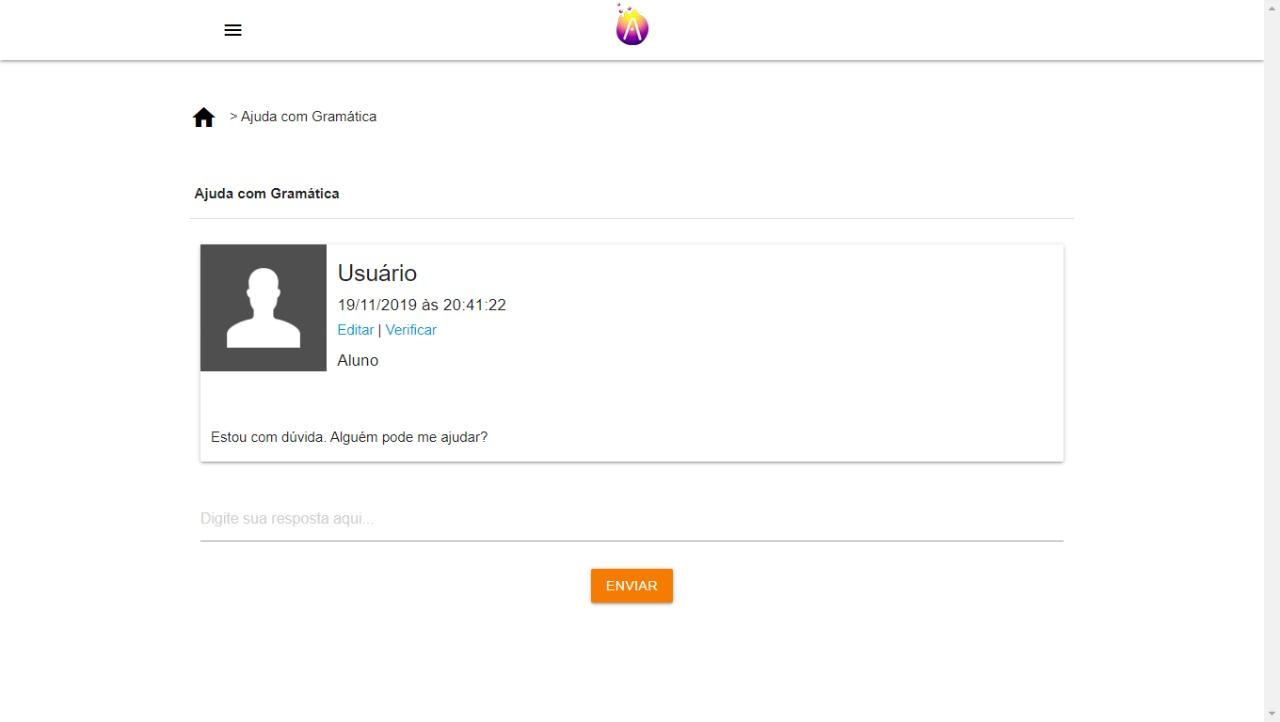 > Ajuda com Gramática
Ajuda com Gramática
Usuário
19/11/2019 às 20:41:22
Editar | Verificar
Aluno
Estou com dúvida. Alguém pode me ajudar?
Digite sua resposta aqui...
ENVIAR